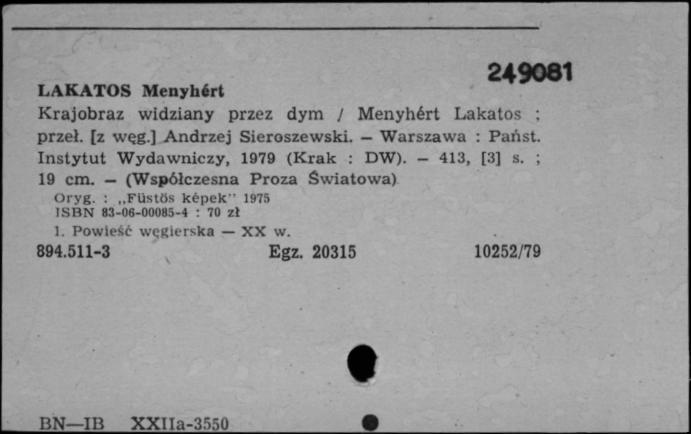 249081
LAKATOS Menyhért
Krajobraz widziany przez dym / Menyhért Lakatos ;
przeł. [z węg.] Andrzej Sieroszewski. — Warszawa : Państ.
Instytut Wydawniczy, 1979 (Krak : DW). — 413, [3] s. ;
19 cm. — (Współczesna Proza Światowa)
Oryg. : „Füstös képek" 1975
ISBN 83-06-00085-4 : 70 zł
1. Powieść węgierska — XX w.
894.511-3 Egz. 20315 10252/79
BN—IB XXIIa-3550